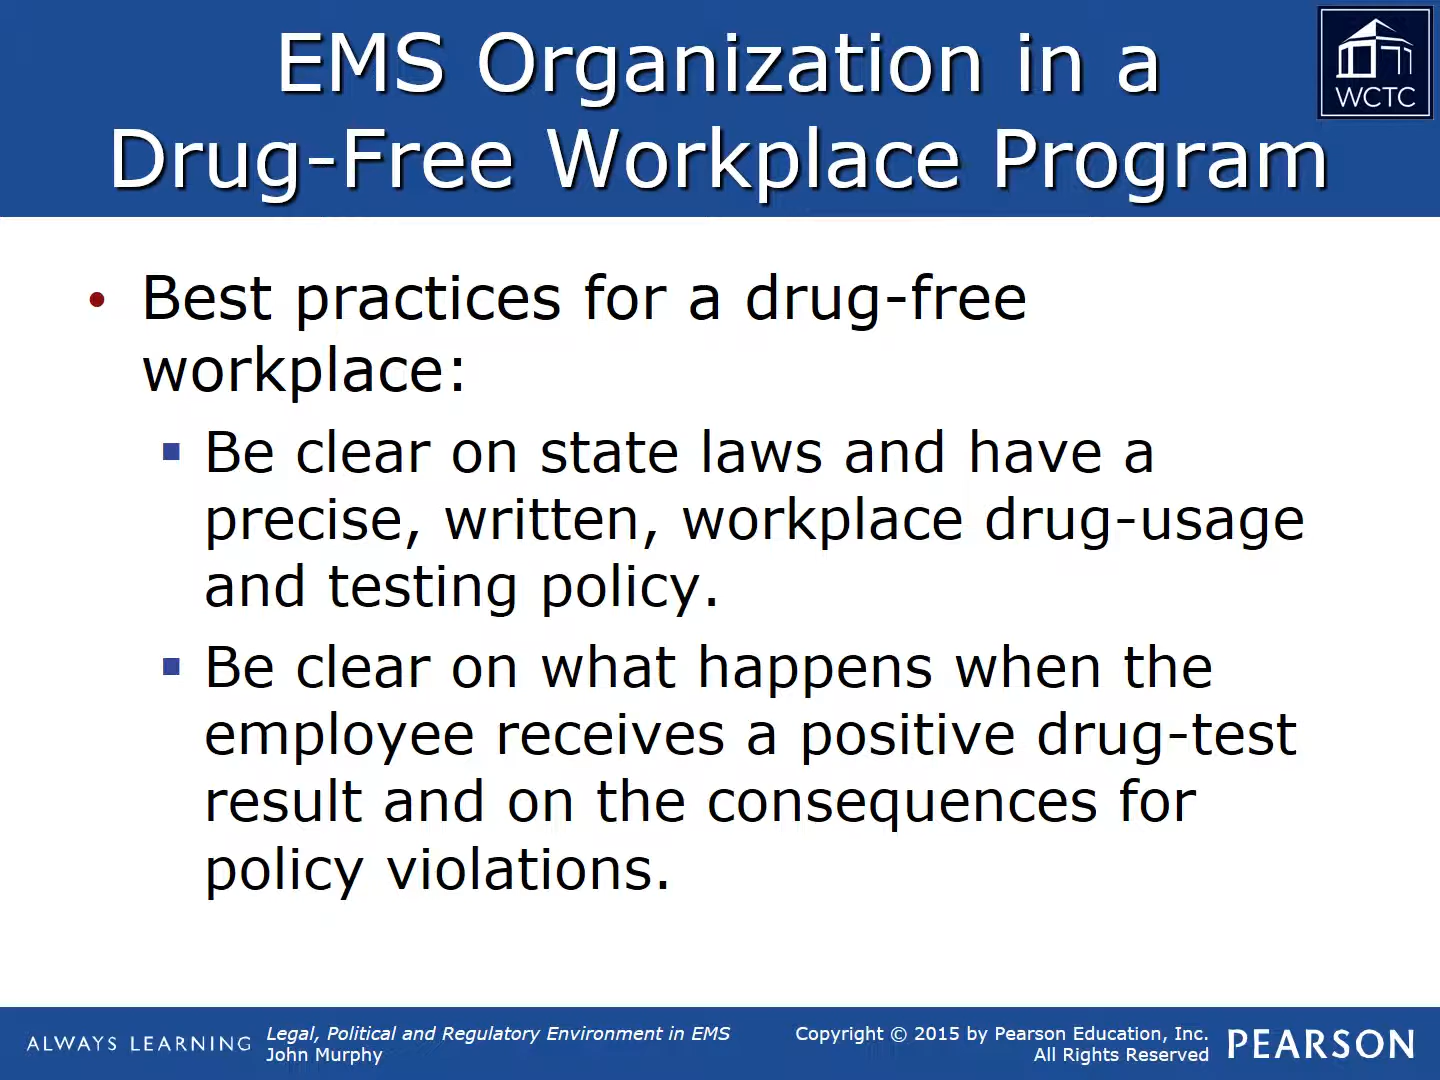 EMS Organization in a
Drug-Free Workplace Program
WCTC
• Best practices for a drug-free
workplace:
▪ Be clear on state laws and have a
precise, written, workplace drug-usage
and testing policy.
▪ Be clear on what happens when the
employee receives a positive drug-test
result and on the consequences for
policy violations.
ALWAYS LEARNING
Legal, Political and Regulatory Environment in EMS
John Murphy
Copyright © 2015 by Pearson Education, Inc.
All Rights Reserved
PEARSON